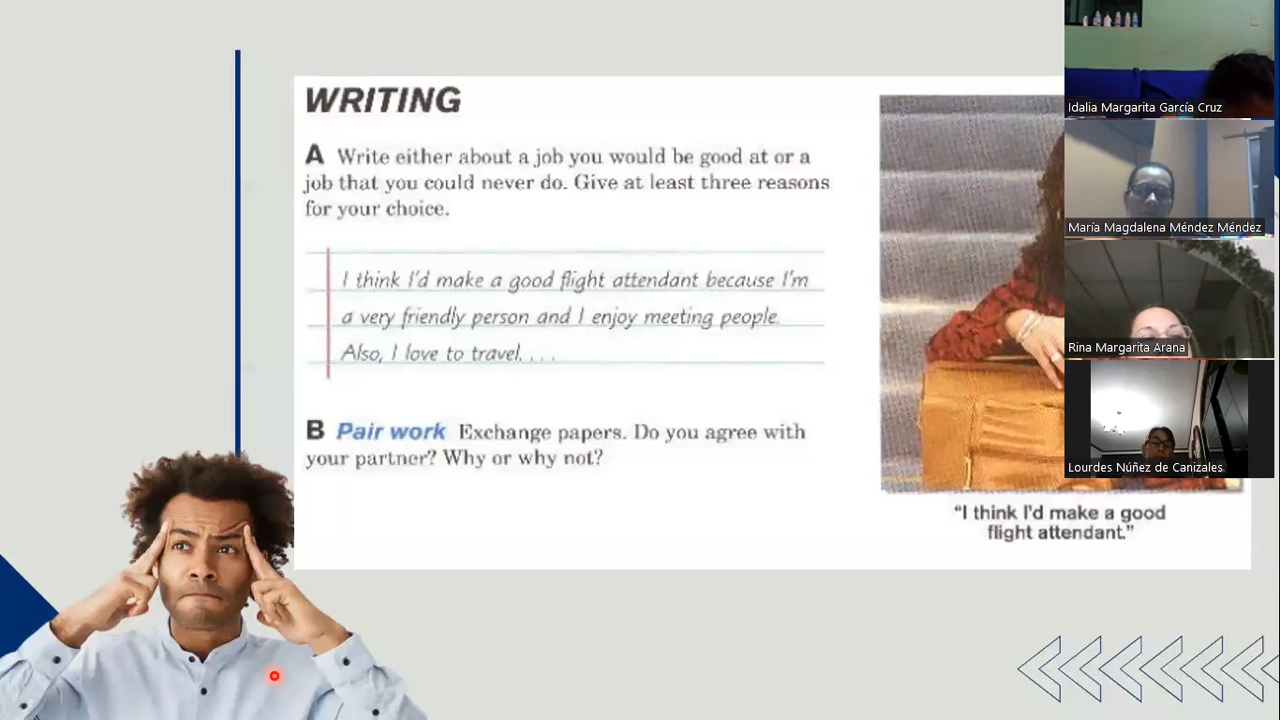 WRITING
A Write either about a job you would be good at or a
job that you could never do. Give at least three reasons
for your choice.
I think I'd make a good flight attendant because I'm
a very friendly person and I enjoy meeting people.
Also, I love to travel. . . .
B Pair work Exchange papers. Do you agree with
your partner? Why or why not?
"I think I'd make a good
flight attendant."
Idalia Margarita García Cruz
María Magdalena Méndez Méndez
Rina Margarita Arana
Lourdes Núñez de Canizales